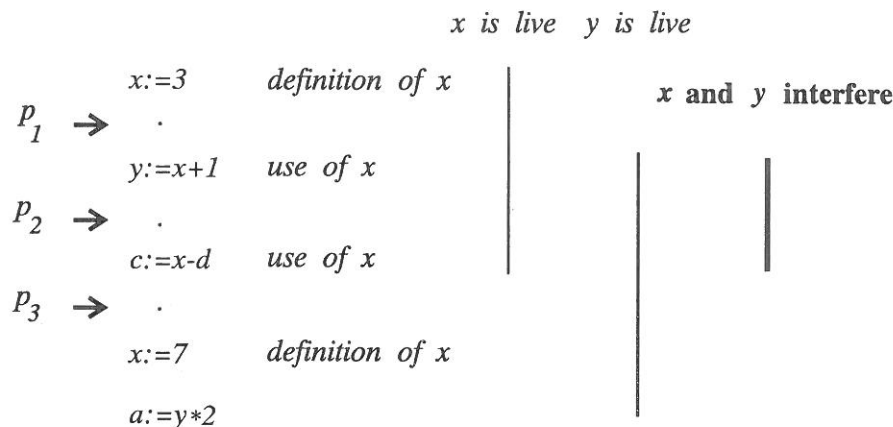 x is live y is live
x:=3 definition of x
x and y interfere
p1 → .
y:=x+1 use of x
p2 → .
c:=x-d use of x
p3 → .
x:=7 definition of x
a:=y*2